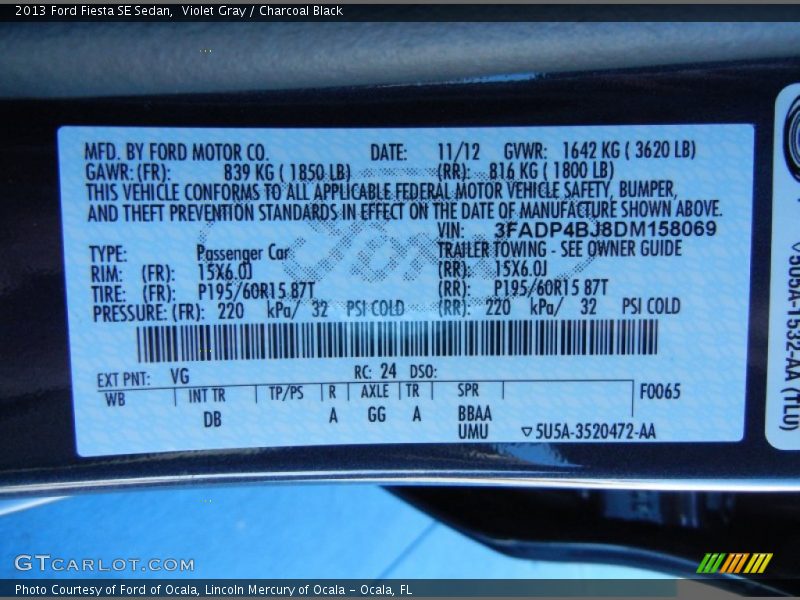 2013 Ford Fiesta SE Sedan,  Violet Gray / Charcoal Black
MFD. BY FORD MOTOR CO. DATE: 11/12 GVWR: 1642 KG ( 3620 LB)
GAWR: (FR): 839 KG ( 1850 LB) (RR): 816 KG ( 1800 LB)
THIS VEHICLE CONFORMS TO ALL APPLICABLE FEDERAL MOTOR VEHICLE SAFETY, BUMPER,
AND THEFT PREVENTION STANDARDS IN EFFECT ON THE DATE OF MANUFACTURE SHOWN ABOVE.
VIN: 3FADP4BJ8DM158069
TYPE: Passenger Car TRAILER TOWING - SEE OWNER GUIDE
RIM: (FR): 15X6.0J (RR): 15X6.0J
TIRE: (FR): P195/60R15 87T (RR): P195/60R15 87T
PRESSURE: (FR): 220 kPa/ 32 PSI COLD (RR): 220 kPa/ 32 PSI COLD
EXT PNT: VG RC: 24 DSO:
WB INT TR TP/PS R AXLE TR SPR F0065
DB A GG A BBAA
UMU ▽5U5A-3520472-AA
Ford
V5U5A-1532-AA (TL0)
GTCARLOT.COM
Photo Courtesy of Ford of Ocala, Lincoln Mercury of Ocala – Ocala, FL